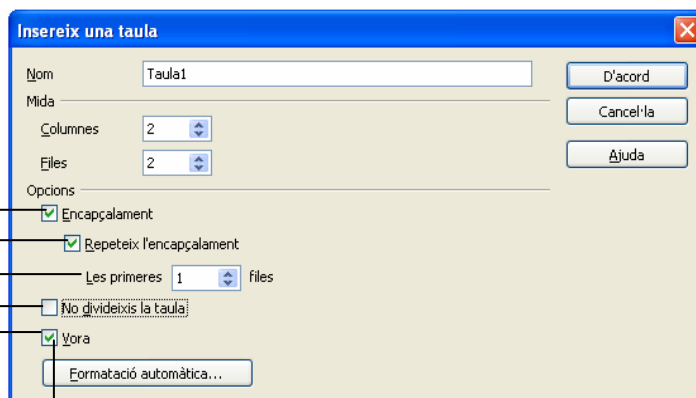 Insereix una taula
Nom Taula1
D'acord
Mida
Cancel·la
Columnes 2
Files 2
Ajuda
Opcions
Encapçalament
Repeteix l'encapçalament
Les primeres 1 files
No divideixis la taula
Vora
Formatació automàtica...